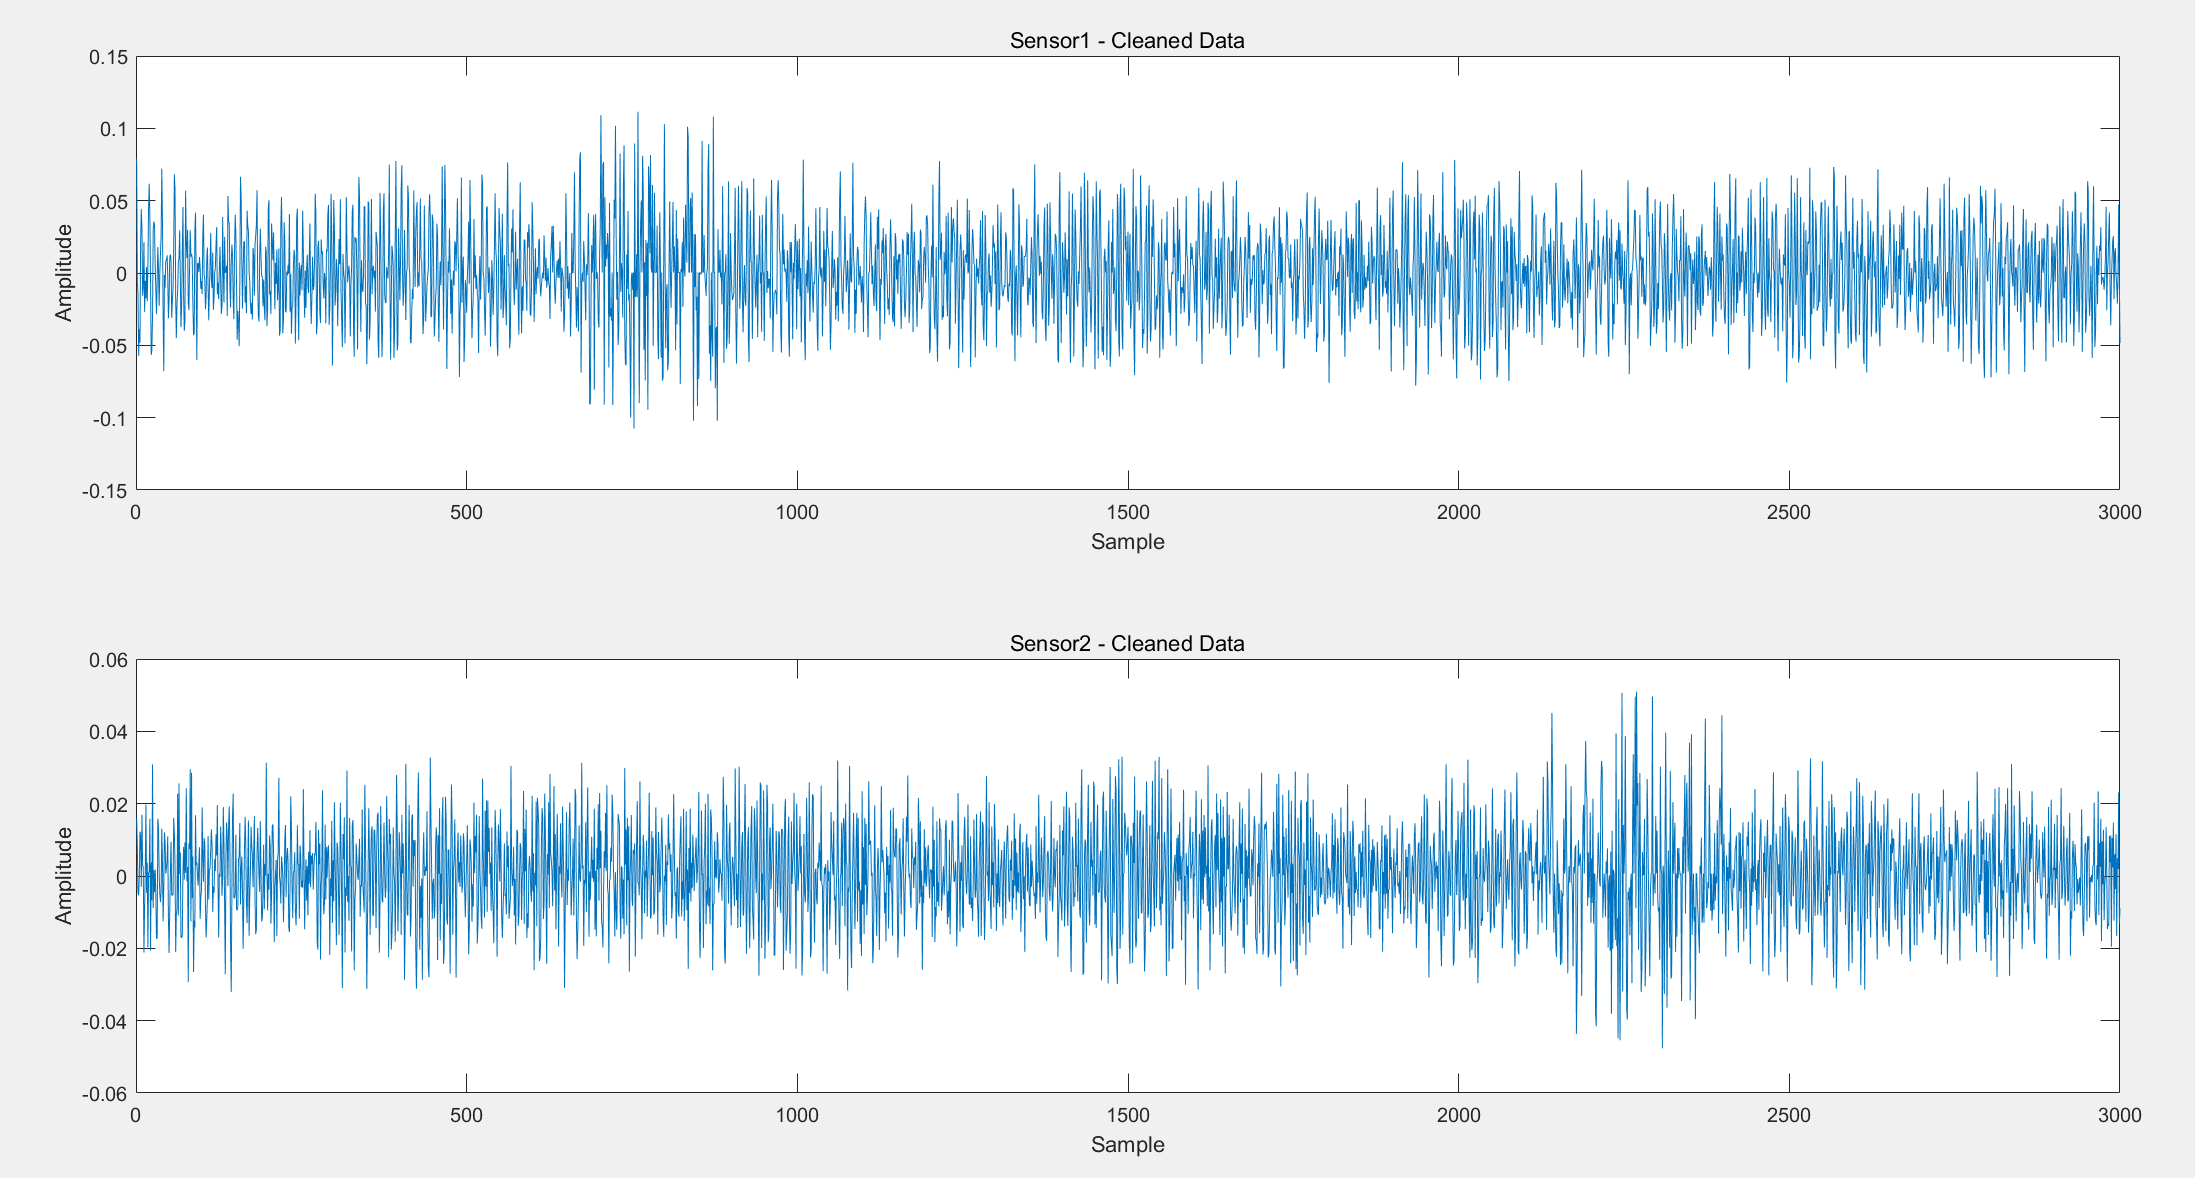 Sensor1 - Cleaned Data
0.15
0.1
0.05
0
-0.05
-0.1
-0.15
Amplitude
0 500 1000 1500 2000 2500 3000
Sample
Sensor2 - Cleaned Data
0.06
0.04
0.02
0
-0.02
-0.04
-0.06
Amplitude
0 500 1000 1500 2000 2500 3000
Sample